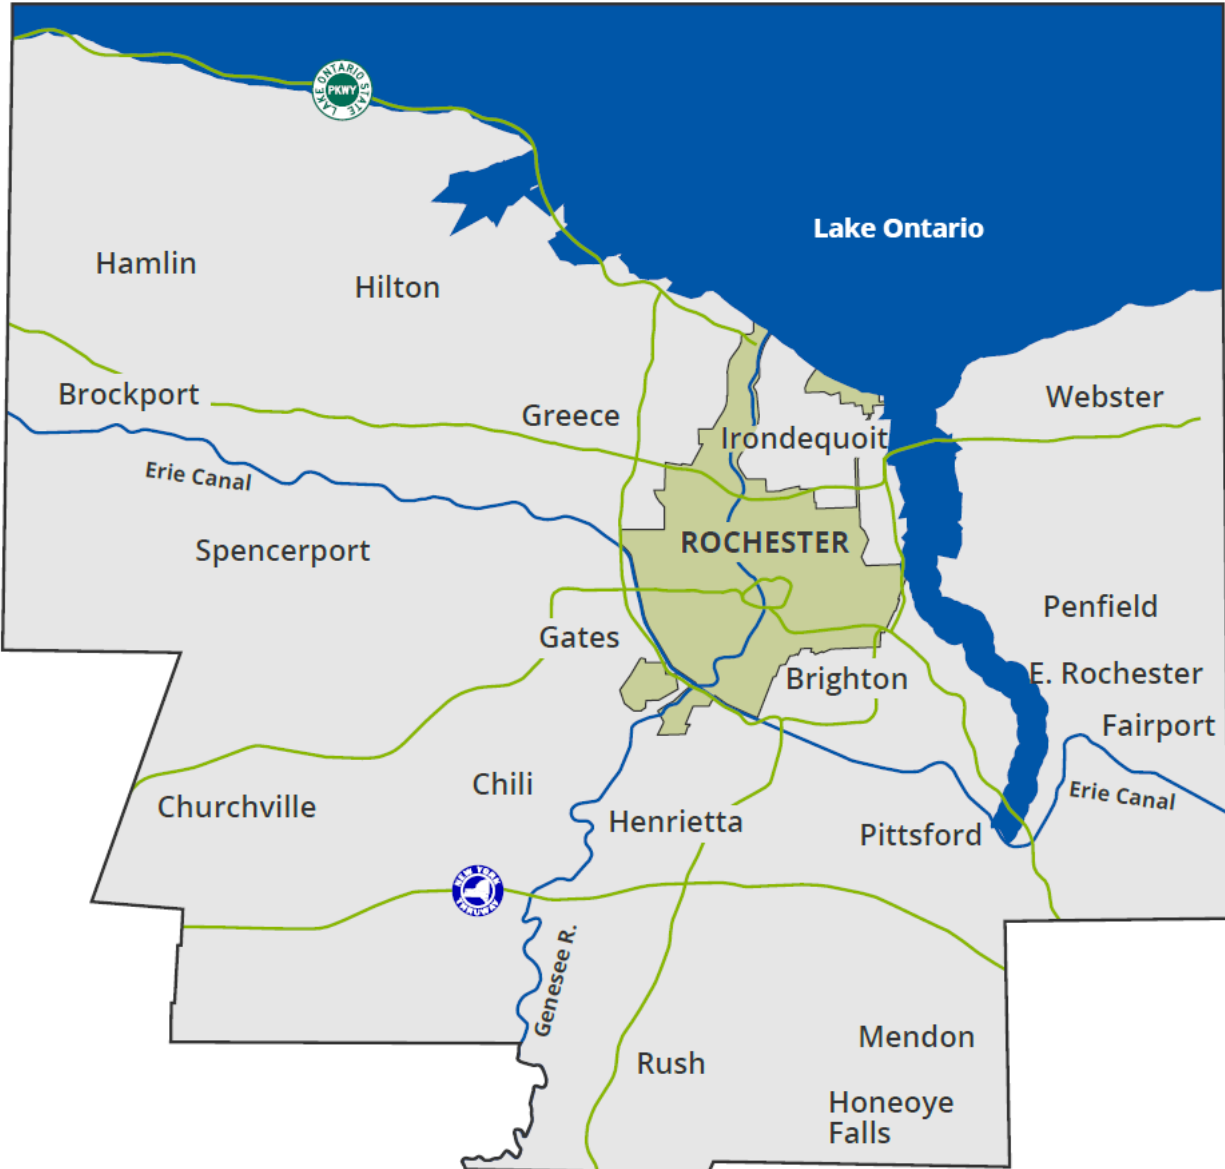 LAKE ONTARIO STATE
PKWY
Lake Ontario
Hamlin
Hilton
Brockport
Greece
Webster
Irondequoit
Erie Canal
ROCHESTER
Spencerport
Penfield
Gates
E. Rochester
Brighton
Fairport
Chili
Erie Canal
Churchville
Henrietta
Pittsford
NEW YORK
THRUWAY
Genesee R.
Mendon
Rush
Honeoye
Falls